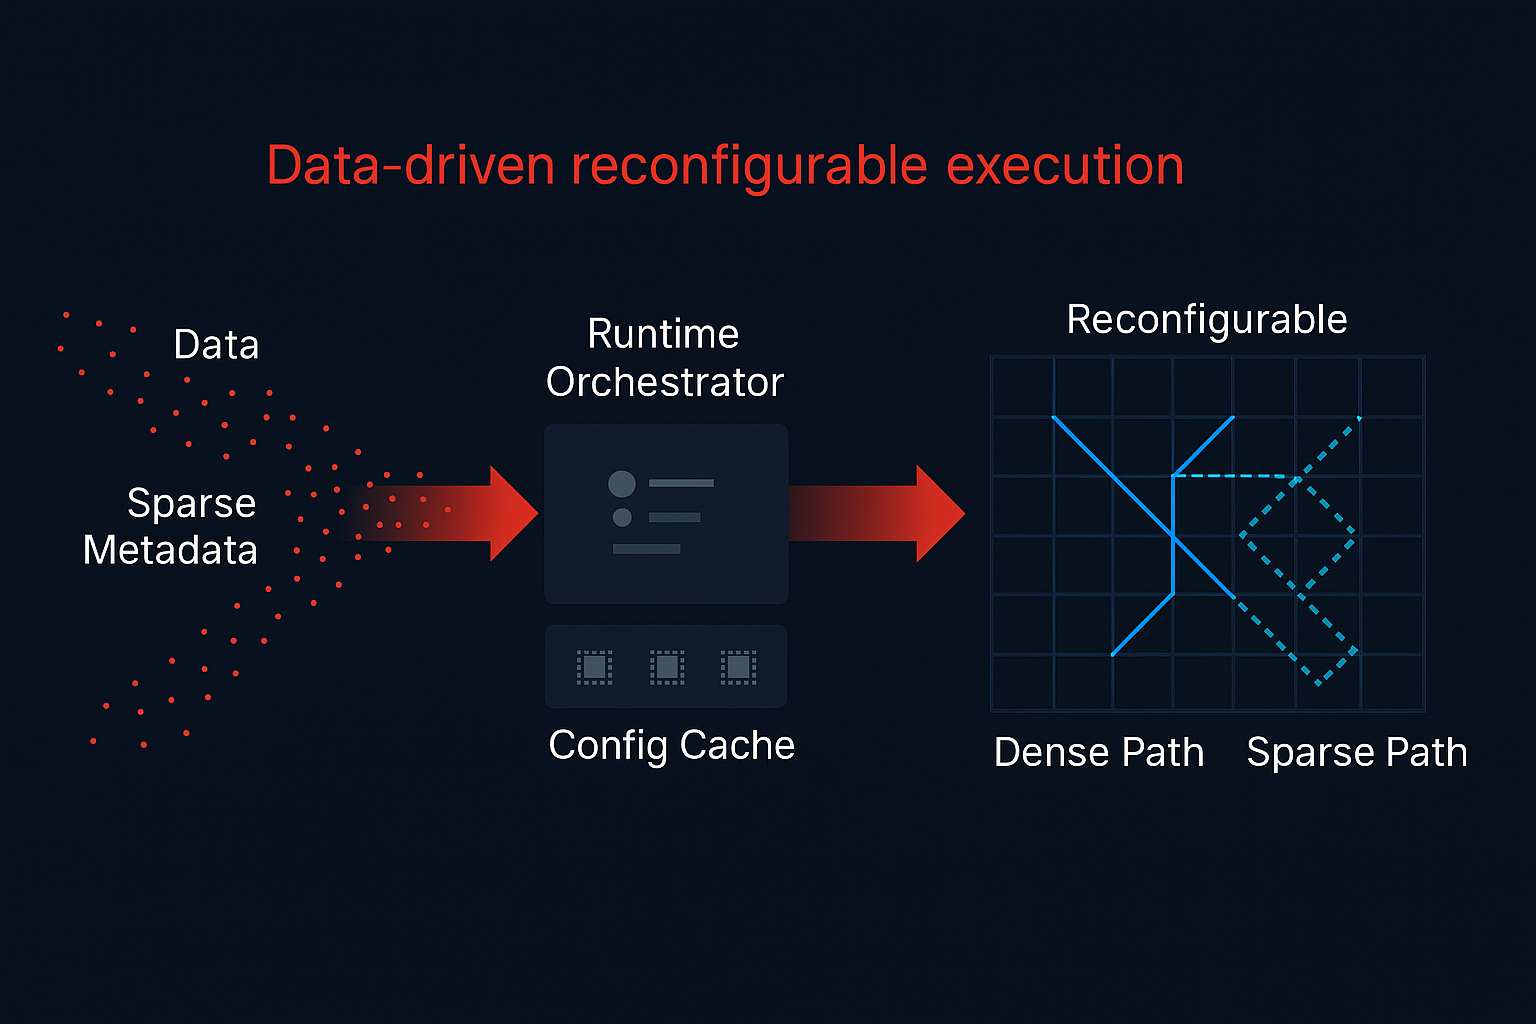 Data-driven reconfigurable execution
Data
Sparse
Metadata
Runtime
Orchestrator
Config Cache
Reconfigurable
Dense Path
Sparse Path